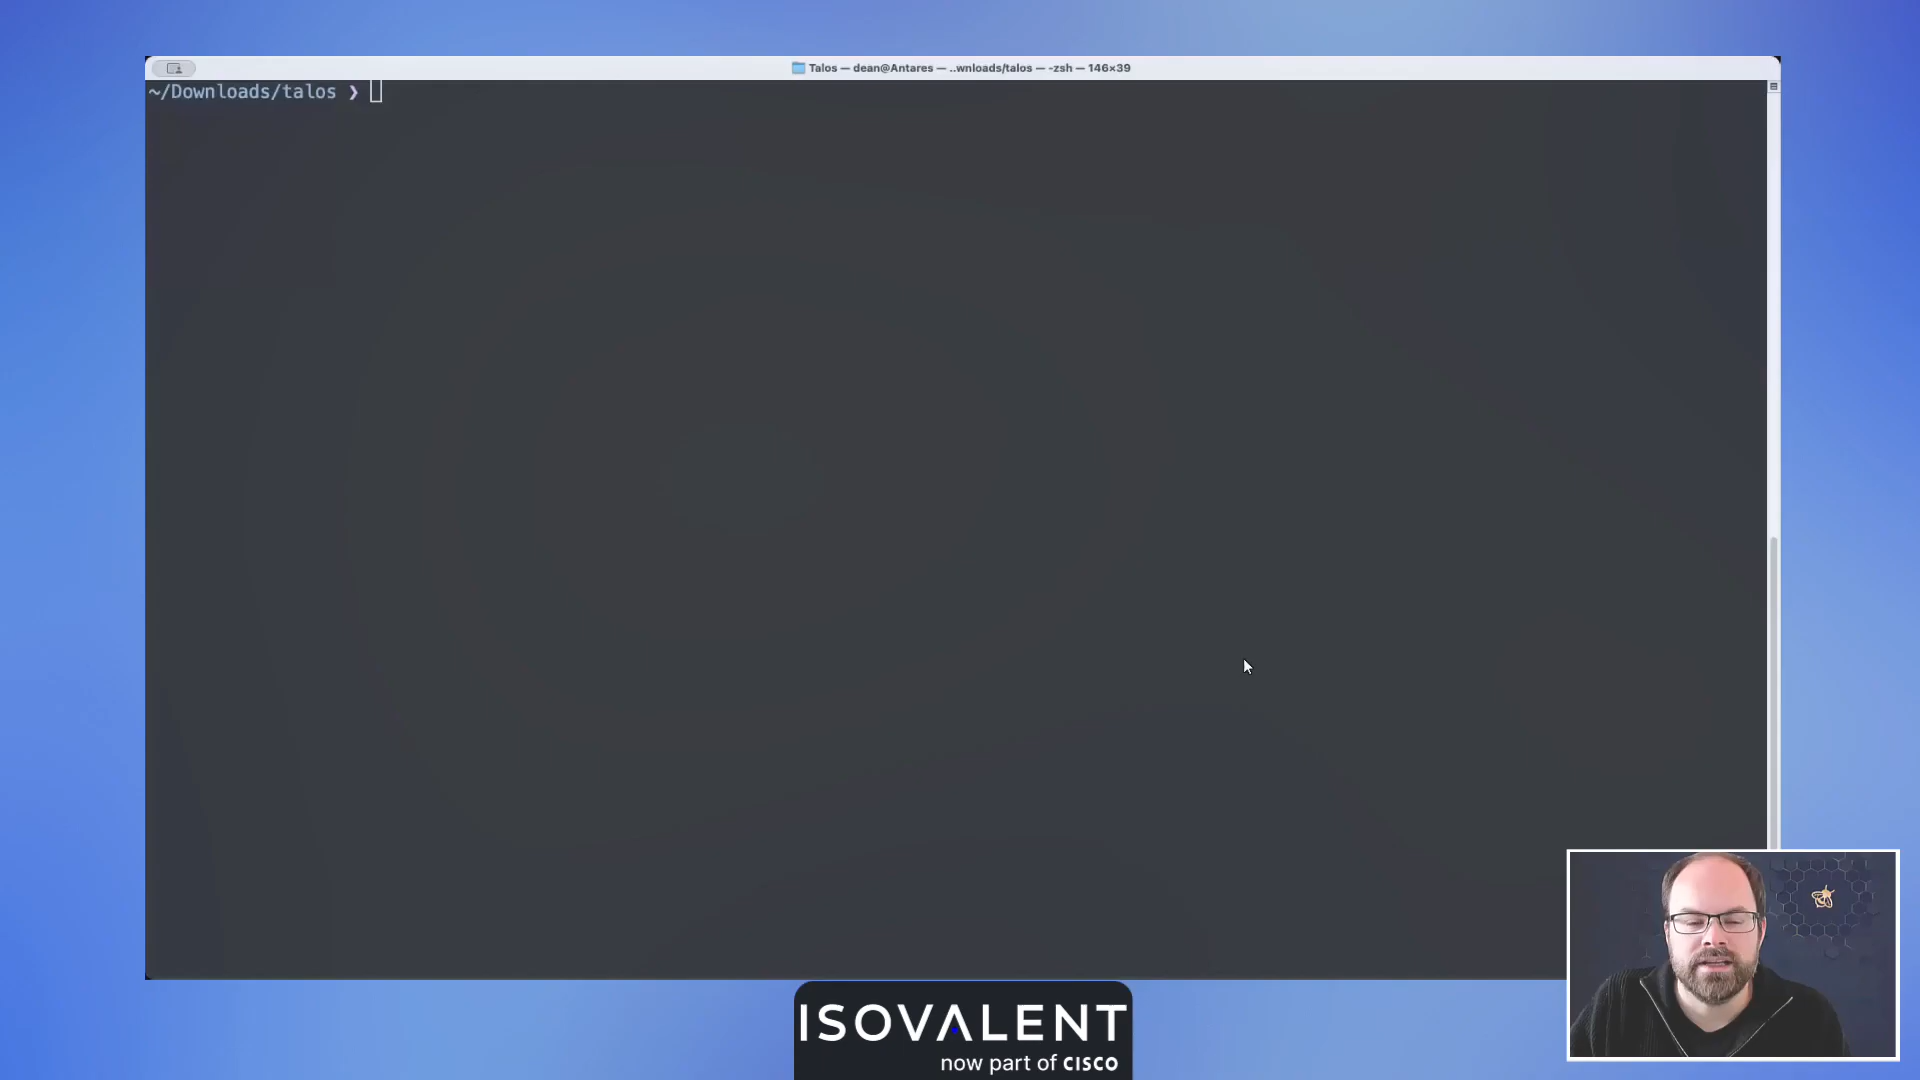 Talos — dean@Antares — ..wnloads/talos — -zsh — 146×39
~/Downloads/talos ❯
ISOVALENT
now part of CISCO